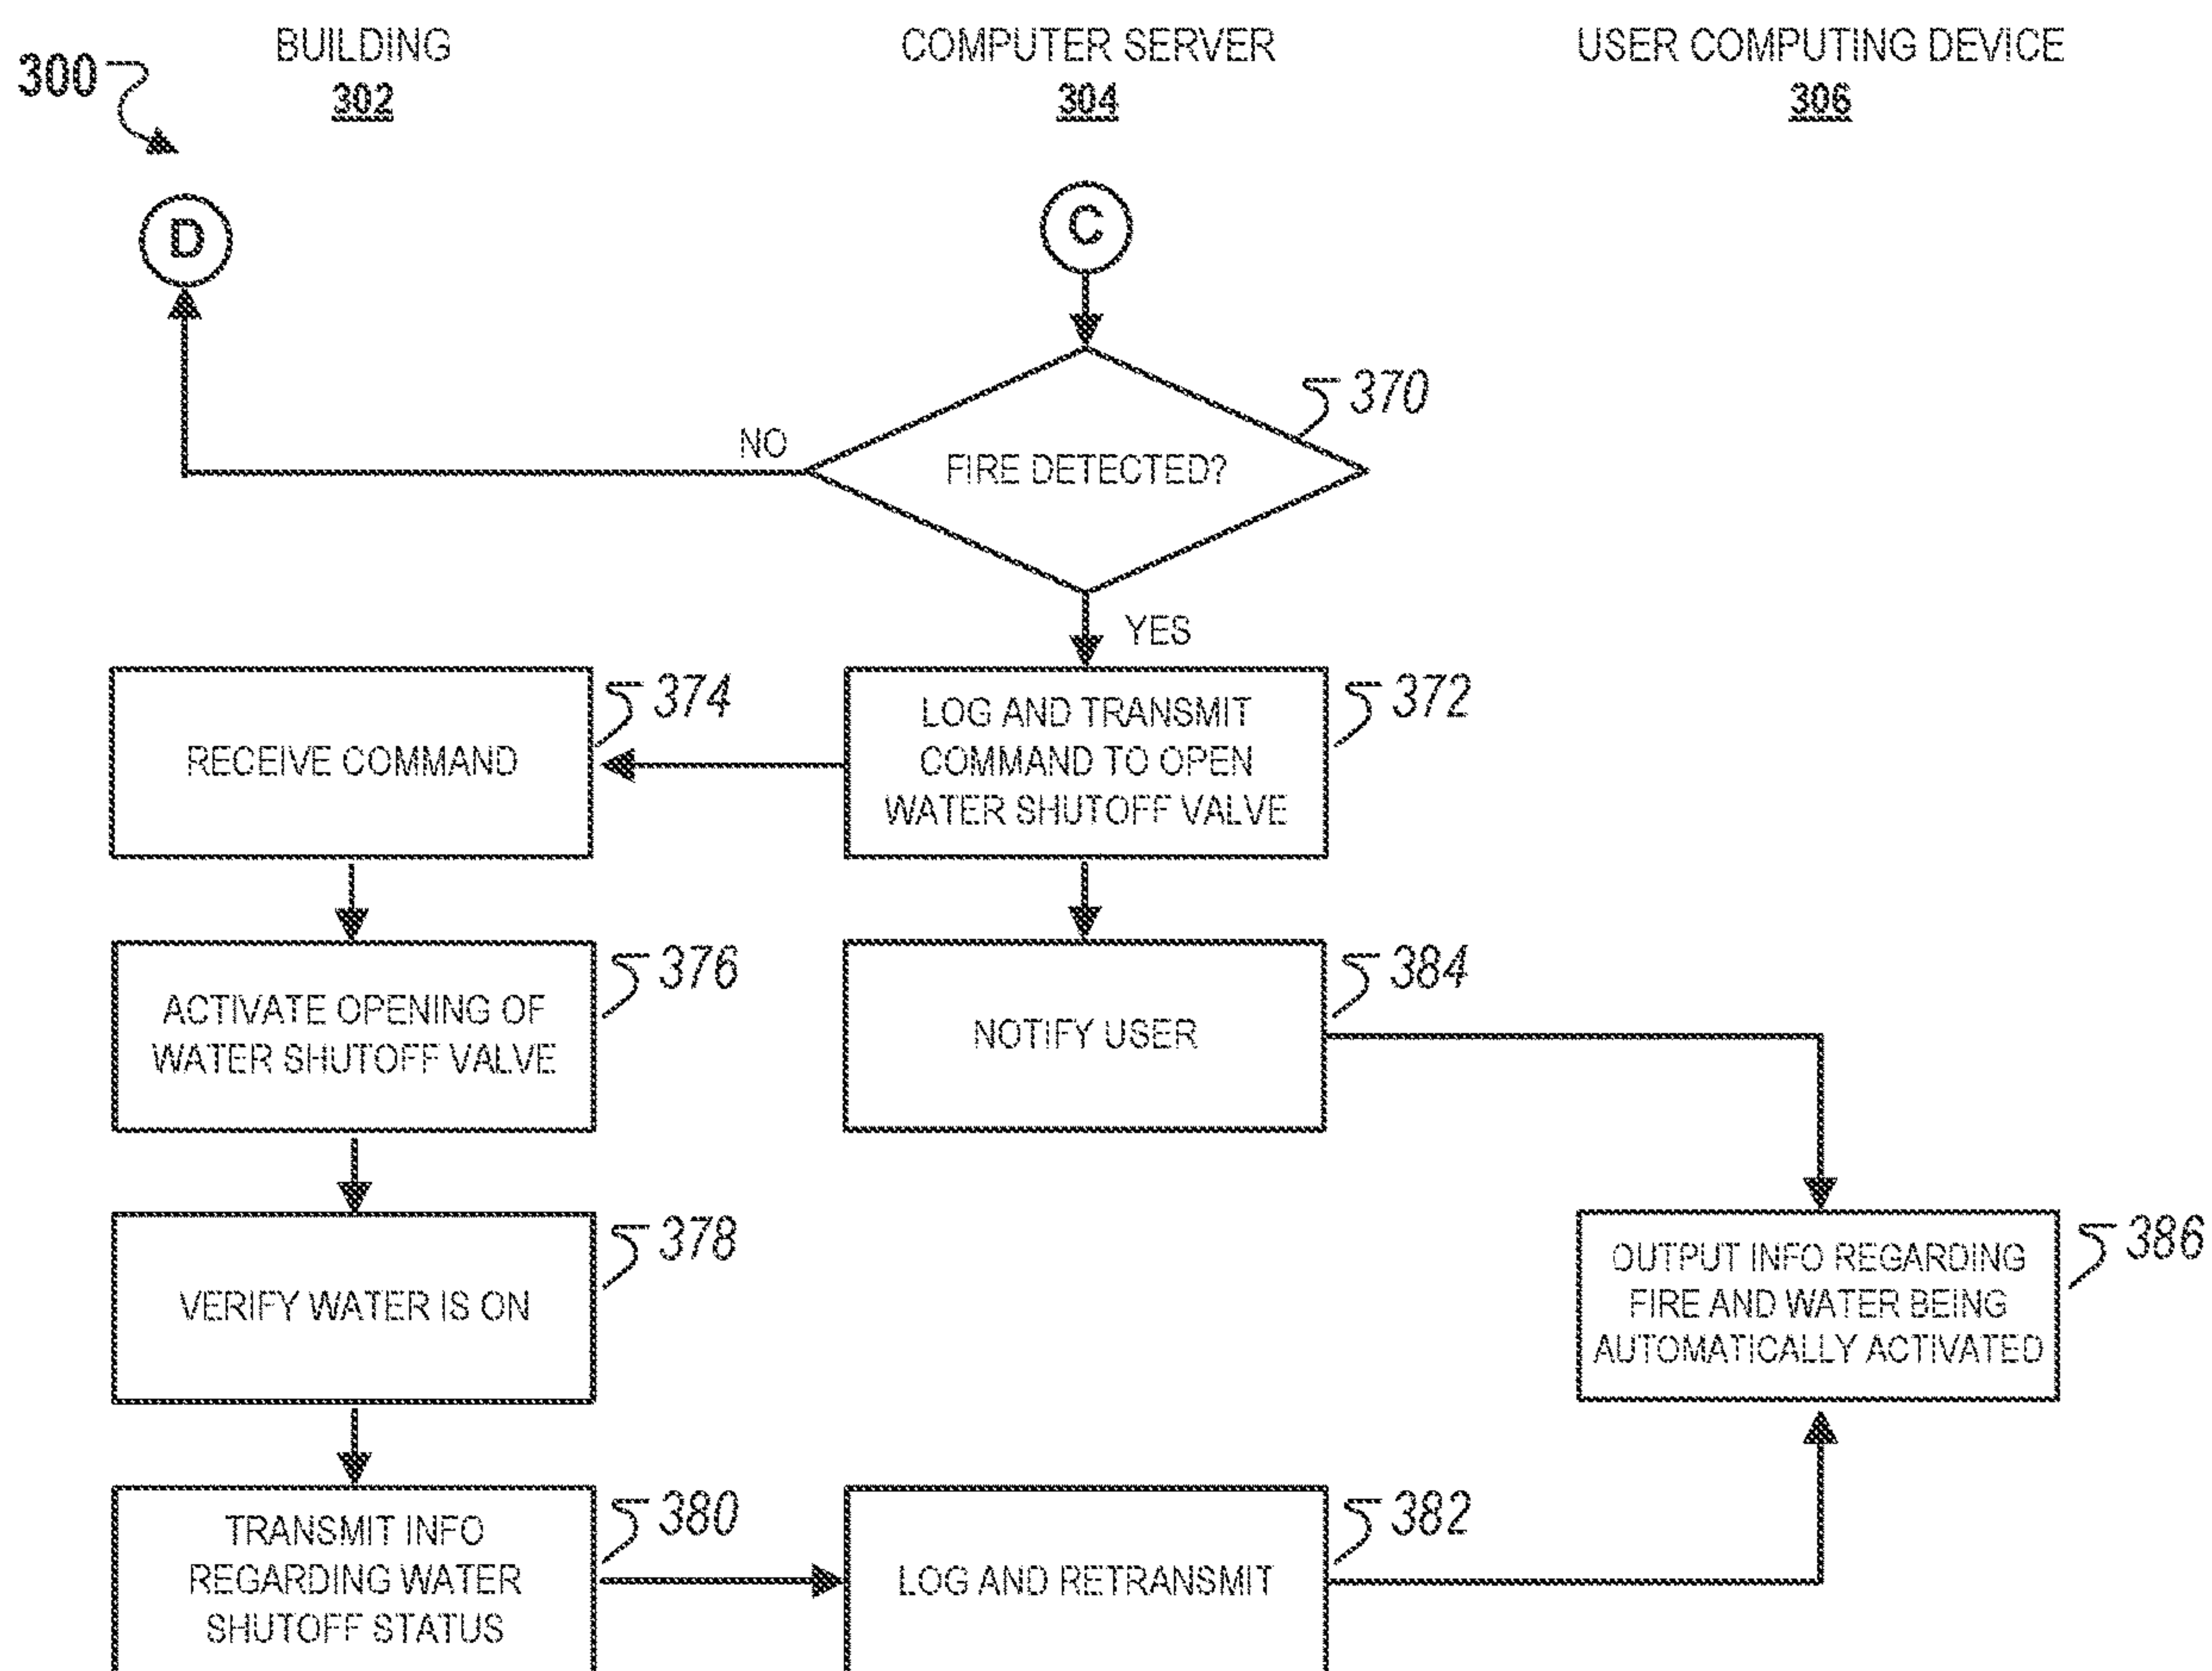 300
BUILDING
302
COMPUTER SERVER
304
USER COMPUTING DEVICE
306
D
C
370
NO
FIRE DETECTED?
YES
374
RECEIVE COMMAND
372
LOG AND TRANSMIT
COMMAND TO OPEN
WATER SHUTOFF VALVE
376
ACTIVATE OPENING OF
WATER SHUTOFF VALVE
384
NOTIFY USER
378
VERIFY WATER IS ON
386
OUTPUT INFO REGARDING
FIRE AND WATER BEING
AUTOMATICALLY ACTIVATED
380
TRANSMIT INFO
REGARDING WATER
SHUTOFF STATUS
382
LOG AND RETRANSMIT